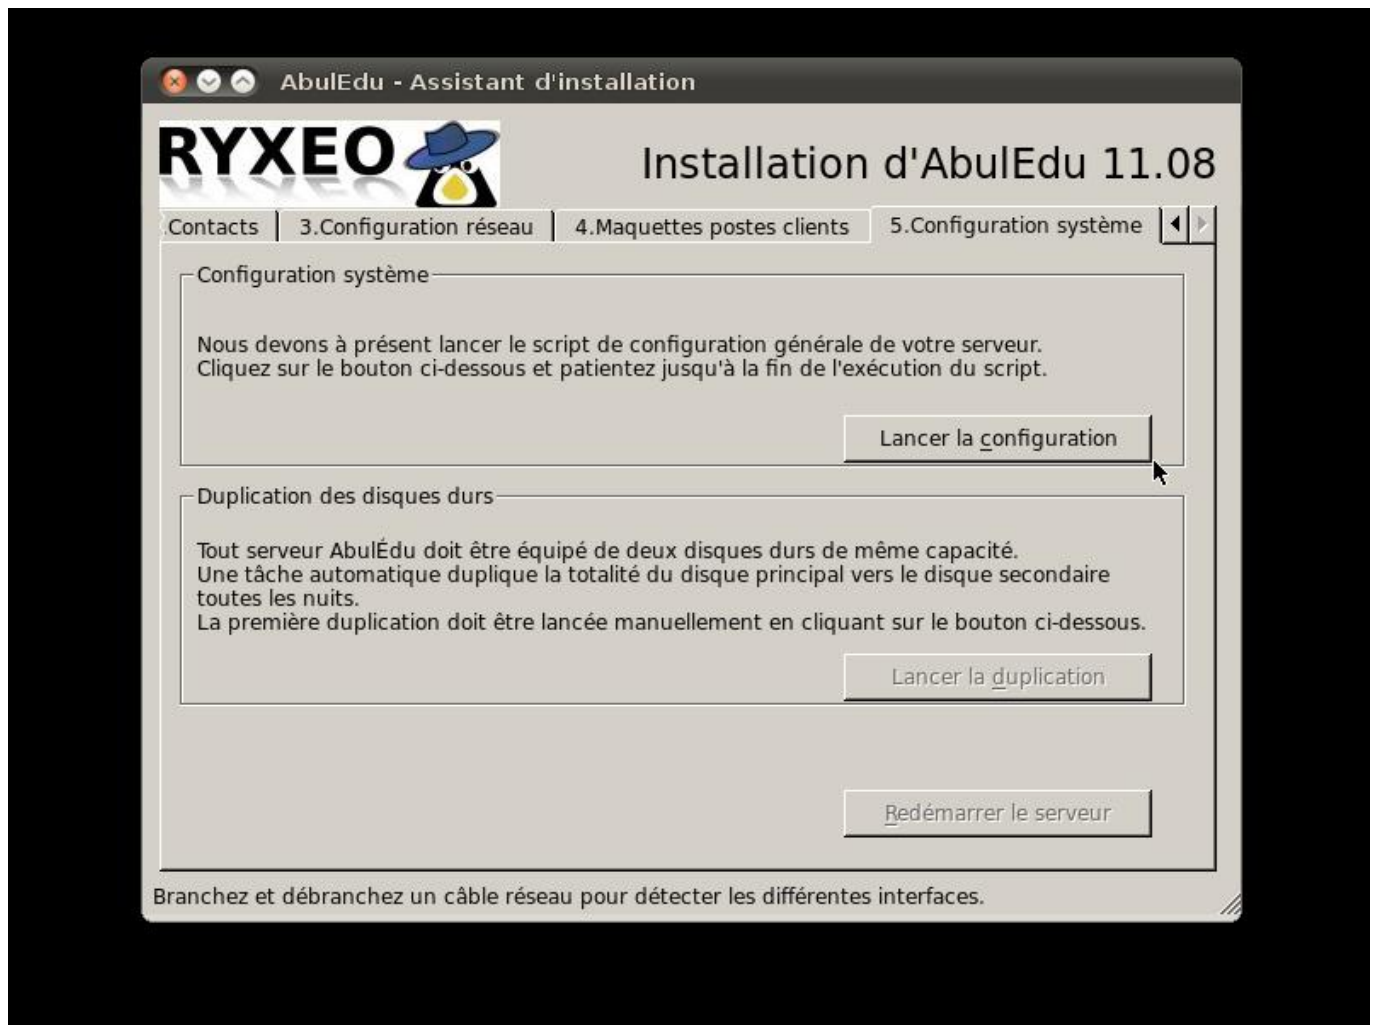 AbulEdu - Assistant d'installation
RYXEO
Installation d'AbulEdu 11.08
.Contacts
3.Configuration réseau
4.Maquettes postes clients
5.Configuration système
Configuration système
Nous devons à présent lancer le script de configuration générale de votre serveur.
Cliquez sur le bouton ci-dessous et patientez jusqu'à la fin de l'exécution du script.
Lancer la configuration
Duplication des disques durs
Tout serveur AbulÉdu doit être équipé de deux disques durs de même capacité.
Une tâche automatique duplique la totalité du disque principal vers le disque secondaire
toutes les nuits.
La première duplication doit être lancée manuellement en cliquant sur le bouton ci-dessous.
Lancer la duplication
Redémarrer le serveur
Branchez et débranchez un câble réseau pour détecter les différentes interfaces.